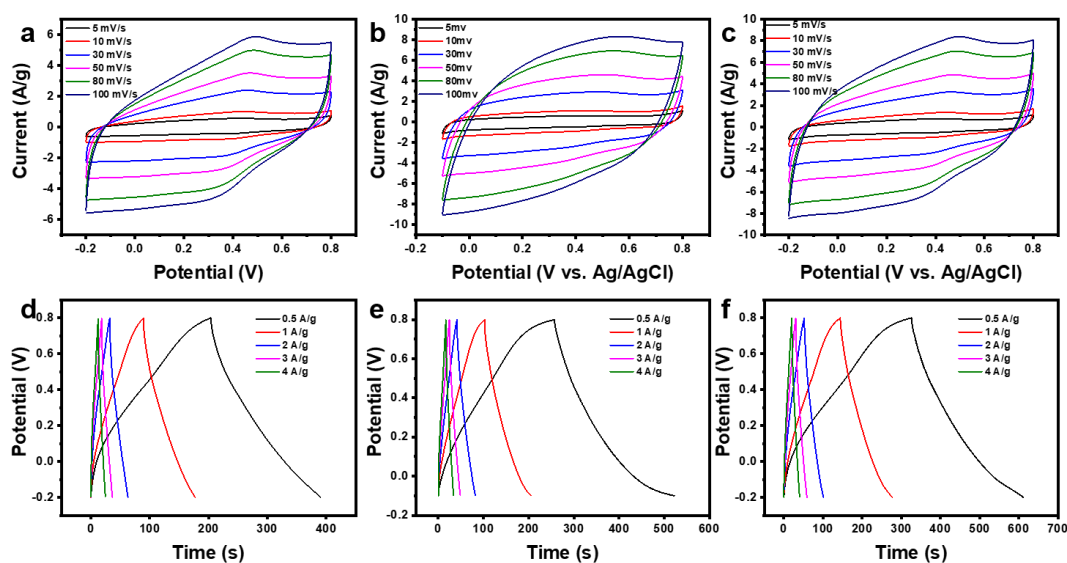 a
5 mV/s
10 mV/s
30 mV/s
50 mV/s
80 mV/s
100 mV/s
Current (A/g)
8
6
4
2
0
-2
-4
-6
-0.2 0.0 0.2 0.4 0.6 0.8
Potential (V)
b
5mv
10mv
30mv
50mv
80mv
100mv
Current (A/g)
10
8
6
4
2
0
-2
-4
-6
-8
-10
0.0 0.2 0.4 0.6 0.8
Potential (V vs. Ag/AgCl)
c
5 mV/s
10 mV/s
30 mV/s
50 mV/s
80 mV/s
100 mV/s
Current (A/g)
10
8
6
4
2
0
-2
-4
-6
-8
-10
-0.2 0.0 0.2 0.4 0.6 0.8
Potential (V vs. Ag/AgCl)
d
0.5 A/g
1 A/g
2 A/g
3 A/g
4 A/g
Potential (V)
0.8
0.6
0.4
0.2
0.0
-0.2
0 100 200 300 400
Time (s)
e
0.5 A/g
1 A/g
2 A/g
3 A/g
4 A/g
Potential (V)
0.8
0.6
0.4
0.2
0.0
-0.2
0 100 200 300 400 500 600
Time (s)
f
0.5 A/g
1 A/g
2 A/g
3 A/g
4 A/g
Potential (V)
0.8
0.6
0.4
0.2
0.0
-0.2
0 100 200 300 400 500 600 700
Time (s)